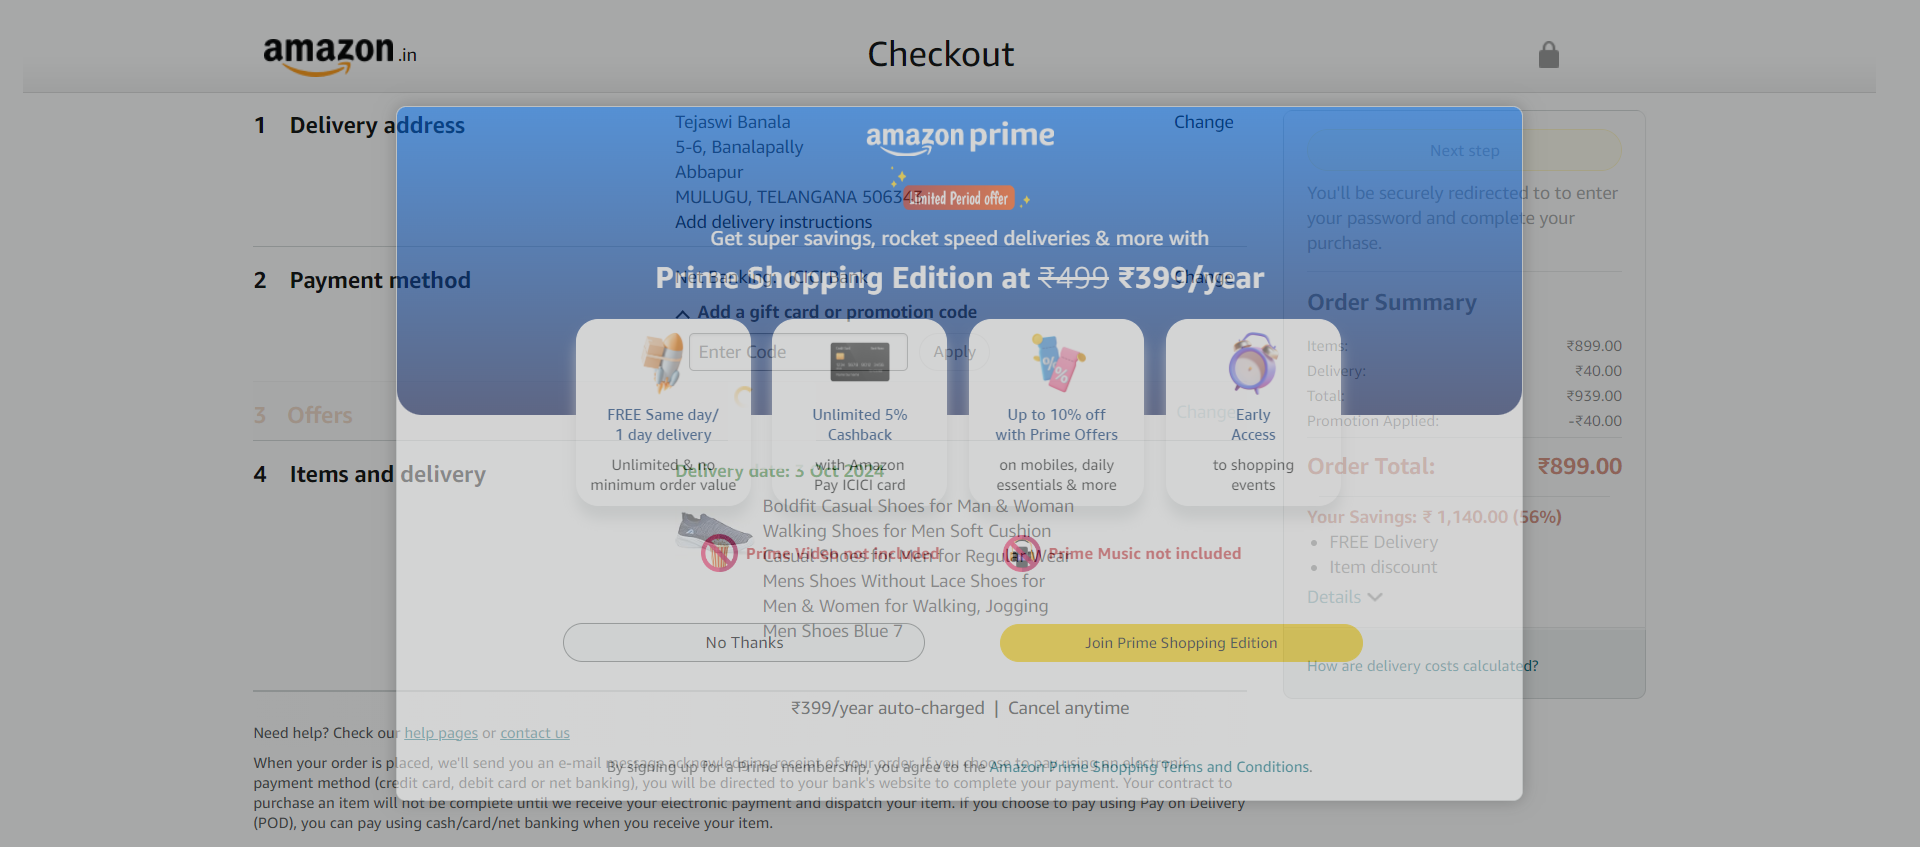 amazon.in
Checkout
1 Delivery address
Tejaswi Banala
5-6, Banalapally
Abbapur
MULUGU, TELANGANA 506343
Add delivery instructions
Change
2 Payment method
Net Banking: ICICI Bank
Change
Add a gift card or promotion code
Enter Code
Apply
3 Offers
Change
4 Items and delivery
Delivery date: 3 Oct 2024
Boldfit Casual Shoes for Man & Woman
Walking Shoes for Men Soft Cushion
Casual Shoes for Men for Regular Wear
Mens Shoes Without Lace Shoes for
Men & Women for Walking, Jogging
Men Shoes Blue 7
amazon prime
Limited Period offer
Get super savings, rocket speed deliveries & more with
Prime Shopping Edition at ₹499 ₹399/year
FREE Same day/
1 day delivery
Unlimited & no
minimum order value
Unlimited 5%
Cashback
with Amazon
Pay ICICI card
Up to 10% off
with Prime Offers
on mobiles, daily
essentials & more
Early
Access
to shopping
events
Prime Video not included
Prime Music not included
No Thanks
Join Prime Shopping Edition
₹399/year auto-charged | Cancel anytime
By signing up for a Prime membership, you agree to the Amazon Prime Shopping Terms and Conditions.
Next step
You'll be securely redirected to to enter
your password and complete your
purchase.
Order Summary
Items: ₹899.00
Delivery: ₹40.00
Total: ₹939.00
Promotion Applied: -₹40.00
Order Total: ₹899.00
Your Savings: ₹ 1,140.00 (56%)
FREE Delivery
Item discount
Details
How are delivery costs calculated?
Need help? Check our help pages or contact us
When your order is placed, we'll send you an e-mail message acknowledging receipt of your order. If you choose to pay using an electronic
payment method (credit card, debit card or net banking), you will be directed to your bank's website to complete your payment. Your contract to
purchase an item will not be complete until we receive your electronic payment and dispatch your item. If you choose to pay using Pay on Delivery
(POD), you can pay using cash/card/net banking when you receive your item.